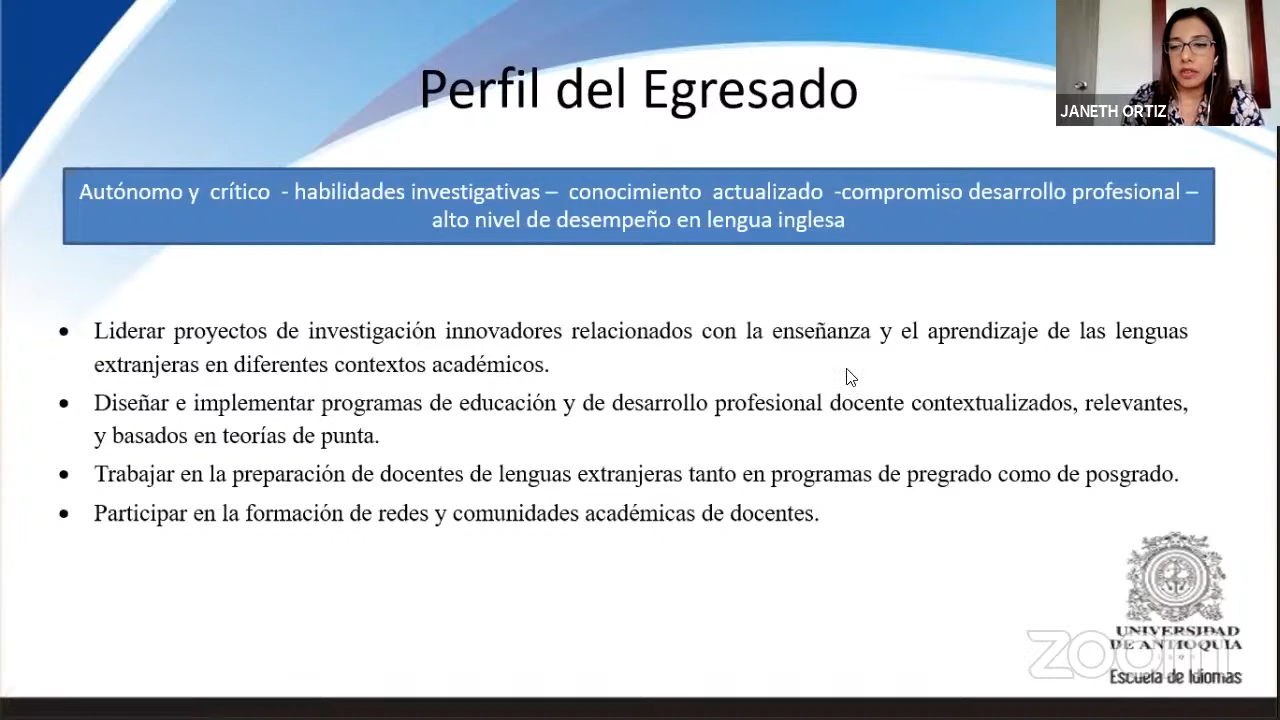 Perfil del Egresado
JANETH ORTIZ
Autónomo y crítico - habilidades investigativas – conocimiento actualizado -compromiso desarrollo profesional –
alto nivel de desempeño en lengua inglesa
• Liderar proyectos de investigación innovadores relacionados con la enseñanza y el aprendizaje de las lenguas
extranjeras en diferentes contextos académicos.
• Diseñar e implementar programas de educación y de desarrollo profesional docente contextualizados, relevantes,
y basados en teorías de punta.
• Trabajar en la preparación de docentes de lenguas extranjeras tanto en programas de pregrado como de posgrado.
• Participar en la formación de redes y comunidades académicas de docentes.
UNIVERSIDAD
DE ANTIOQUIA
zoom
Escuela de Idiomas